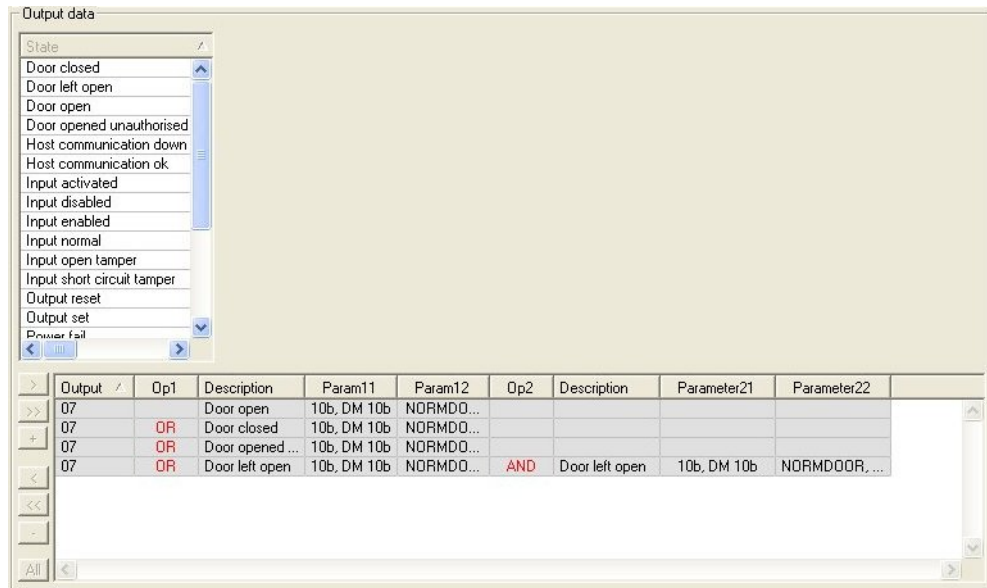 Output data
State
Door closed
Door left open
Door open
Door opened unauthorised
Host communication down
Host communication ok
Input activated
Input disabled
Input enabled
Input normal
Input open tamper
Input short circuit tamper
Output reset
Output set
Power fail
> Output Op1 Description Param11 Param12 Op2 Description Parameter21 Parameter22
07 Door open 10b, DM 10b NORMDO...
>> 07 OR Door closed 10b, DM 10b NORMDO...
+ 07 OR Door opened ... 10b, DM 10b NORMDO...
07 OR Door left open 10b, DM 10b NORMDO... AND Door left open 10b, DM 10b NORMDOOR, ...
<
<<
-
All